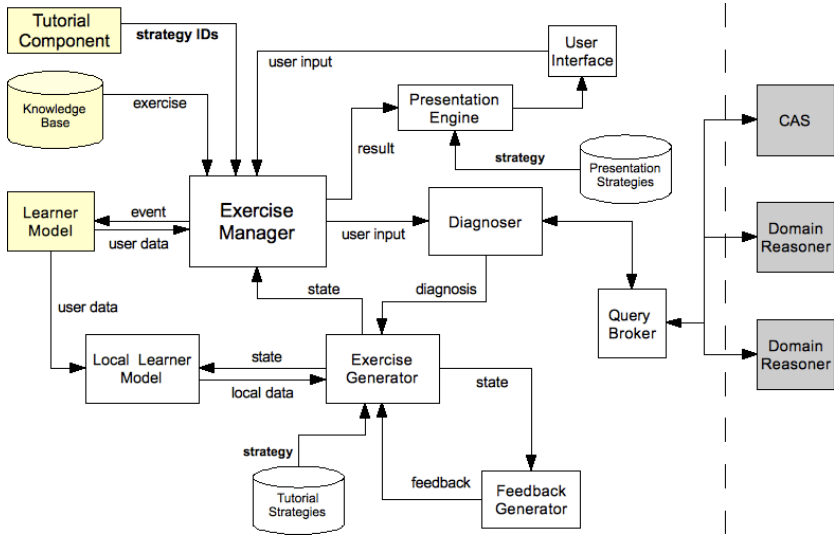 Tutorial
Component
strategy IDs
User
Interface
user input
Knowledge
Base
exercise
Presentation
Engine
CAS
result
strategy
Presentation
Strategies
Learner
Model
event
user data
Exercise
Manager
user input
Diagnoser
Domain
Reasoner
user data
state
diagnosis
Query
Broker
Local Learner
Model
state
local data
Exercise
Generator
state
Domain
Reasoner
strategy
Tutorial
Strategies
feedback
Feedback
Generator